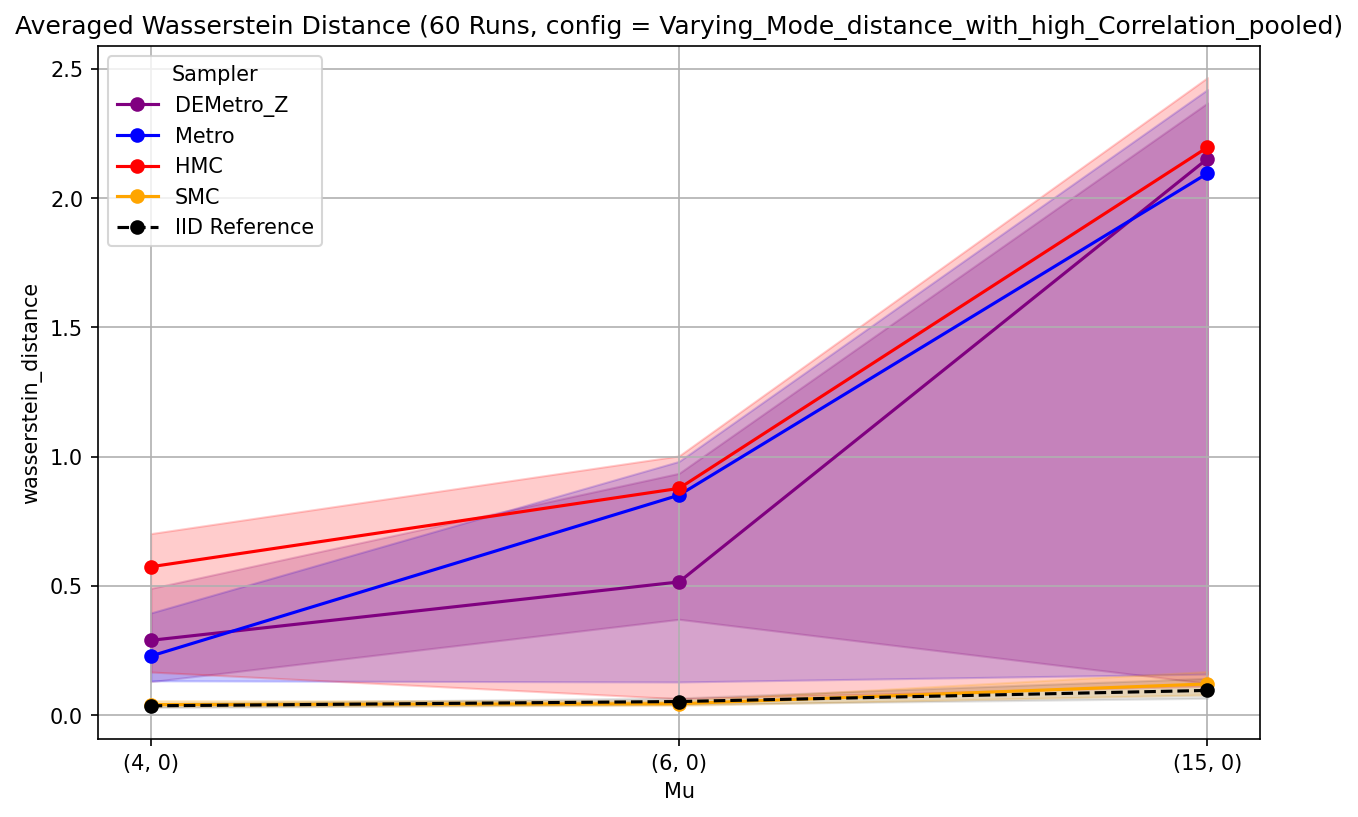 Averaged Wasserstein Distance (60 Runs, config = Varying_Mode_distance_with_high_Correlation_pooled)
Sampler
DEMetro_Z
Metro
HMC
SMC
IID Reference
wasserstein_distance
2.5
2.0
1.5
1.0
0.5
0.0
(4, 0)
(6, 0)
(15, 0)
Mu